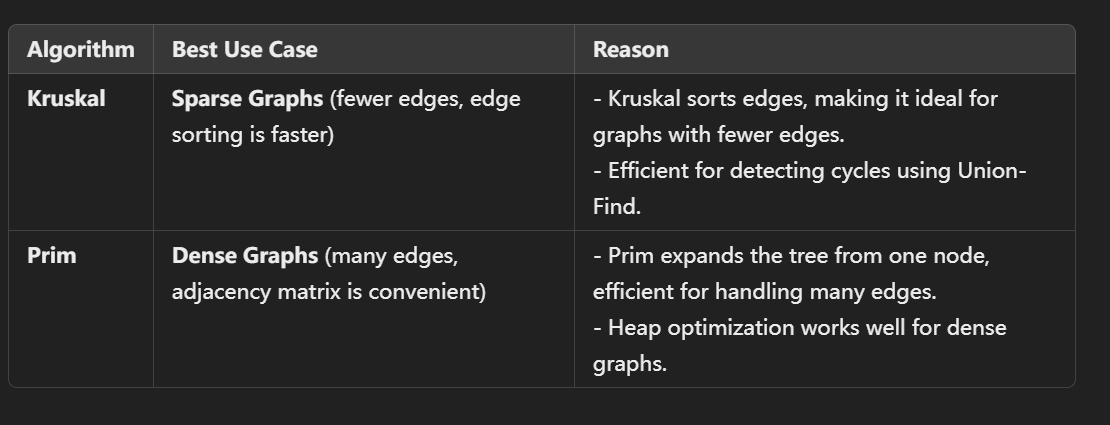 Algorithm Best Use Case Reason
Kruskal Sparse Graphs (fewer edges, edge - Kruskal sorts edges, making it ideal for
sorting is faster) graphs with fewer edges.
- Efficient for detecting cycles using Union-
Find.
Prim Dense Graphs (many edges, - Prim expands the tree from one node,
adjacency matrix is convenient) efficient for handling many edges.
- Heap optimization works well for dense
graphs.